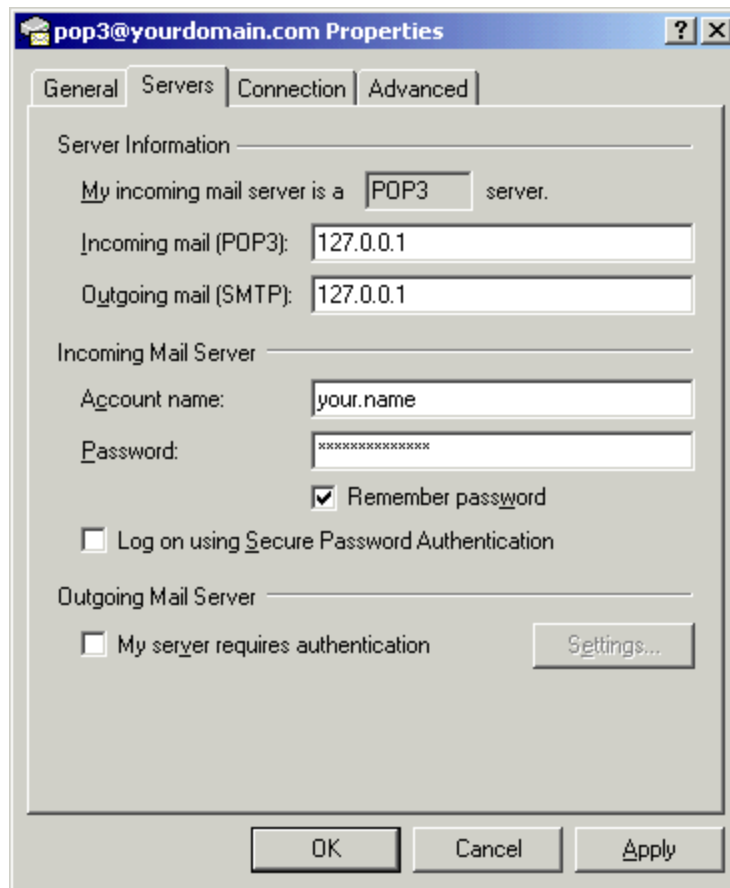 pop3@yourdomain.com Properties ? X
General Servers Connection Advanced
Server Information
My incoming mail server is a POP3 server.
Incoming mail (POP3): 127.0.0.1
Outgoing mail (SMTP): 127.0.0.1
Incoming Mail Server
Account name: your.name
Password: **************
Remember password
Log on using Secure Password Authentication
Outgoing Mail Server
My server requires authentication Settings...
OK Cancel Apply